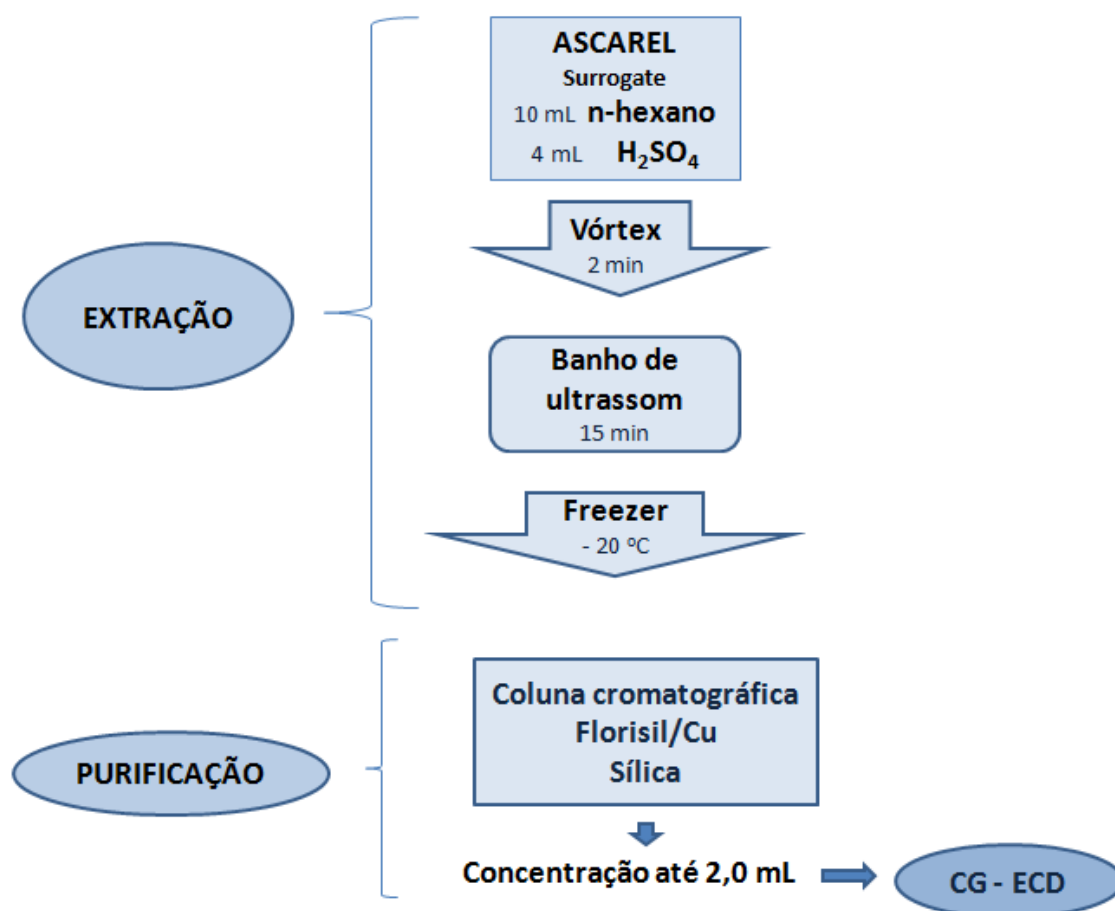 ASCAREL
Surrogate
10 mL n-hexano
4 mL H₂SO₄
Vórtex
2 min
EXTRAÇÃO
Banho de
ultrassom
15 min
Freezer
- 20 ºC
Coluna cromatográfica
Florisil/Cu
Sílica
PURIFICAÇÃO
Concentração até 2,0 mL
CG - ECD